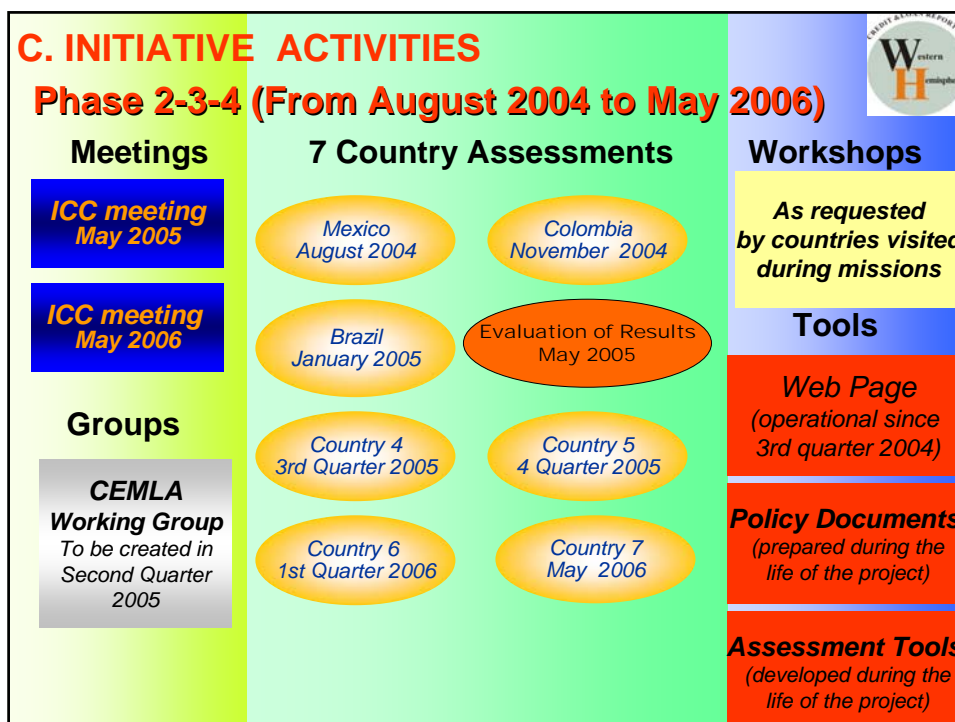 C. INITIATIVE ACTIVITIES
CREDIT & LOAN REPORT
Western
Hemisphe
Phase 2-3-4 (From August 2004 to May 2006)
Meetings
ICC meeting
May 2005
ICC meeting
May 2006
Groups
CEMLA
Working Group
To be created in
Second Quarter
2005
7 Country Assessments
Mexico
August 2004
Colombia
November 2004
Brazil
January 2005
Evaluation of Results
May 2005
Country 4
3rd Quarter 2005
Country 5
4 Quarter 2005
Country 6
1st Quarter 2006
Country 7
May 2006
Workshops
As requested
by countries visited
during missions
Tools
Web Page
(operational since
3rd quarter 2004)
Policy Documents
(prepared during the
life of the project)
Assessment Tools
(developed during the
life of the project)